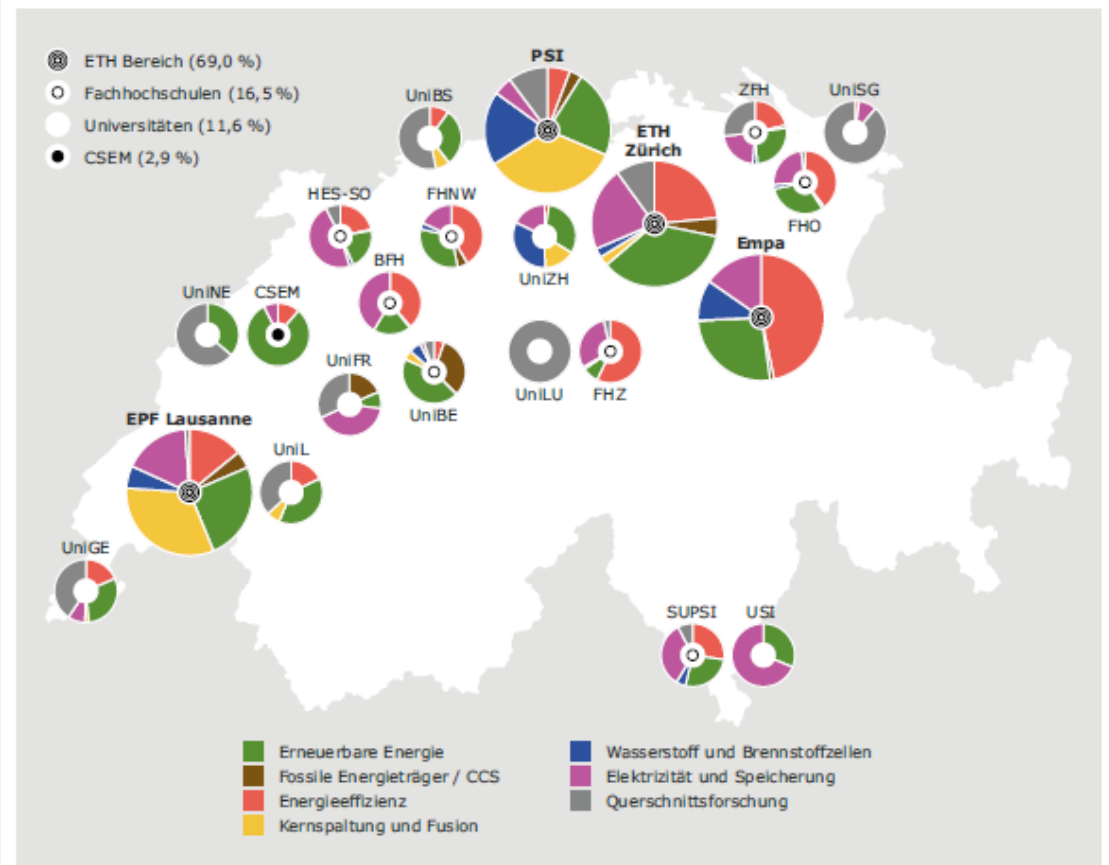 ETH Bereich (69,0 %)
Fachhochschulen (16,5 %)
Universitäten (11,6 %)
CSEM (2,9 %)
PSI
UniBS
ZFH
UniSG
ETH
Zürich
HES-SO
FHNW
FHO
Empa
BFH
UniZH
UniNE
CSEM
UniFR
UniBE
UniLU
FHZ
EPF Lausanne
UniL
UniGE
SUPSI
USI
Erneuerbare Energie
Fossile Energieträger / CCS
Energieeffizienz
Kernspaltung und Fusion
Wasserstoff und Brennstoffzellen
Elektrizität und Speicherung
Querschnittsforschung